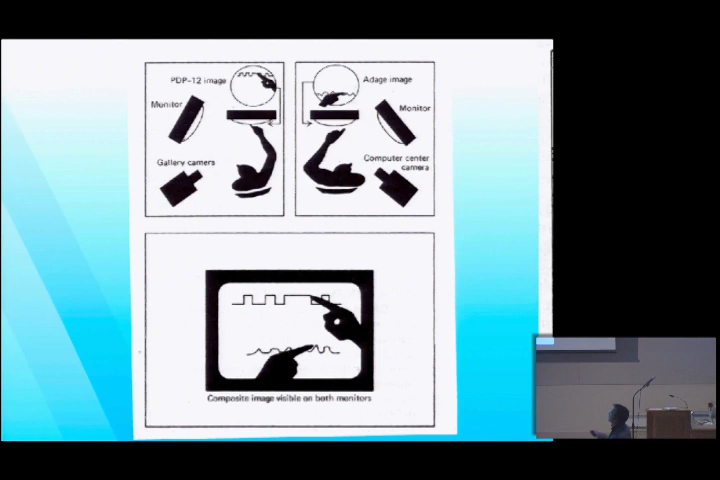 PDP-12 image
Monitor
Gallery camera
Adage image
Monitor
Computer center
camera
Composite image visible on both monitors